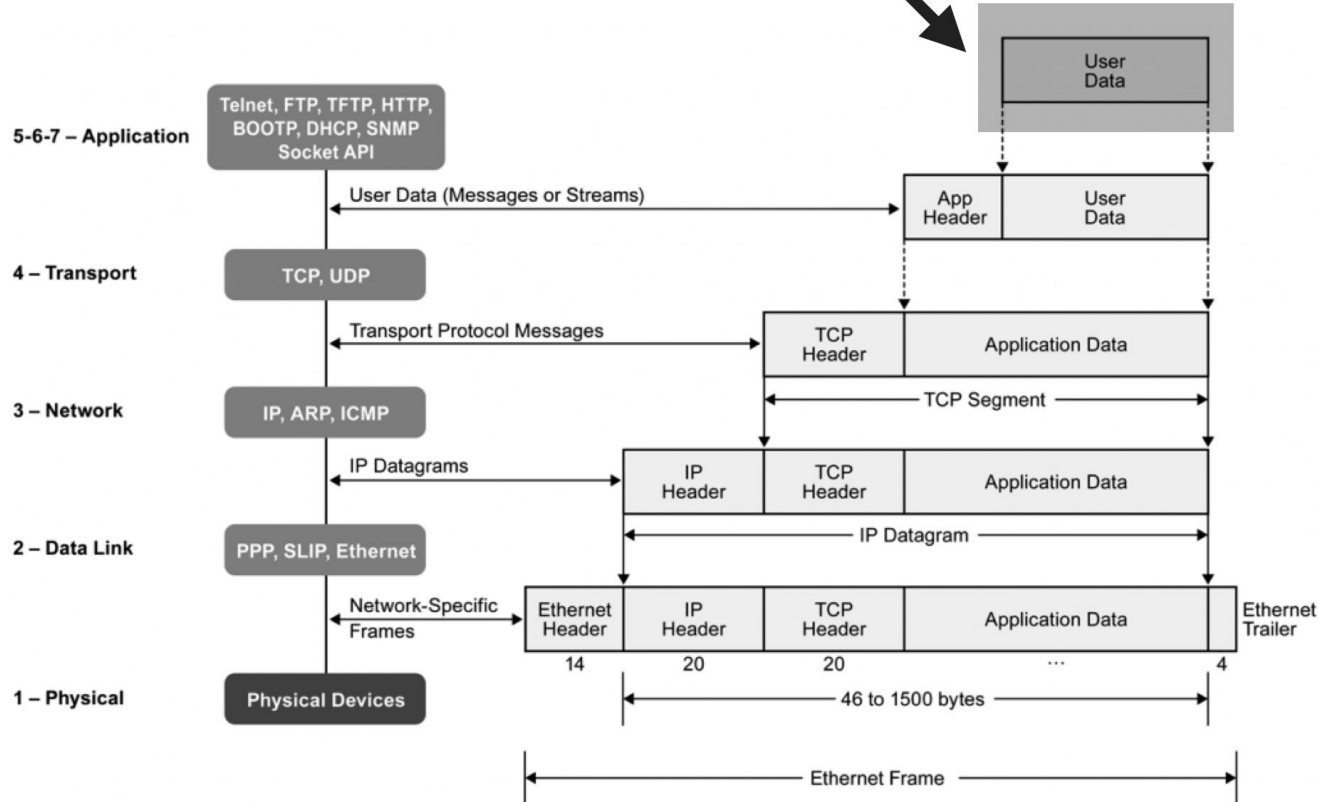 User
Data
Telnet, FTP, TFTP, HTTP,
BOOTP, DHCP, SNMP
Socket API
5-6-7 – Application
User Data (Messages or Streams)
App
Header
User
Data
4 – Transport
TCP, UDP
Transport Protocol Messages
TCP
Header
Application Data
TCP Segment
3 – Network
IP, ARP, ICMP
IP Datagrams
IP
Header
TCP
Header
Application Data
IP Datagram
2 – Data Link
PPP, SLIP, Ethernet
Network-Specific
Frames
Ethernet
Header
IP
Header
TCP
Header
Application Data
Ethernet
Trailer
14
20
20
...
4
1 – Physical
Physical Devices
46 to 1500 bytes
Ethernet Frame